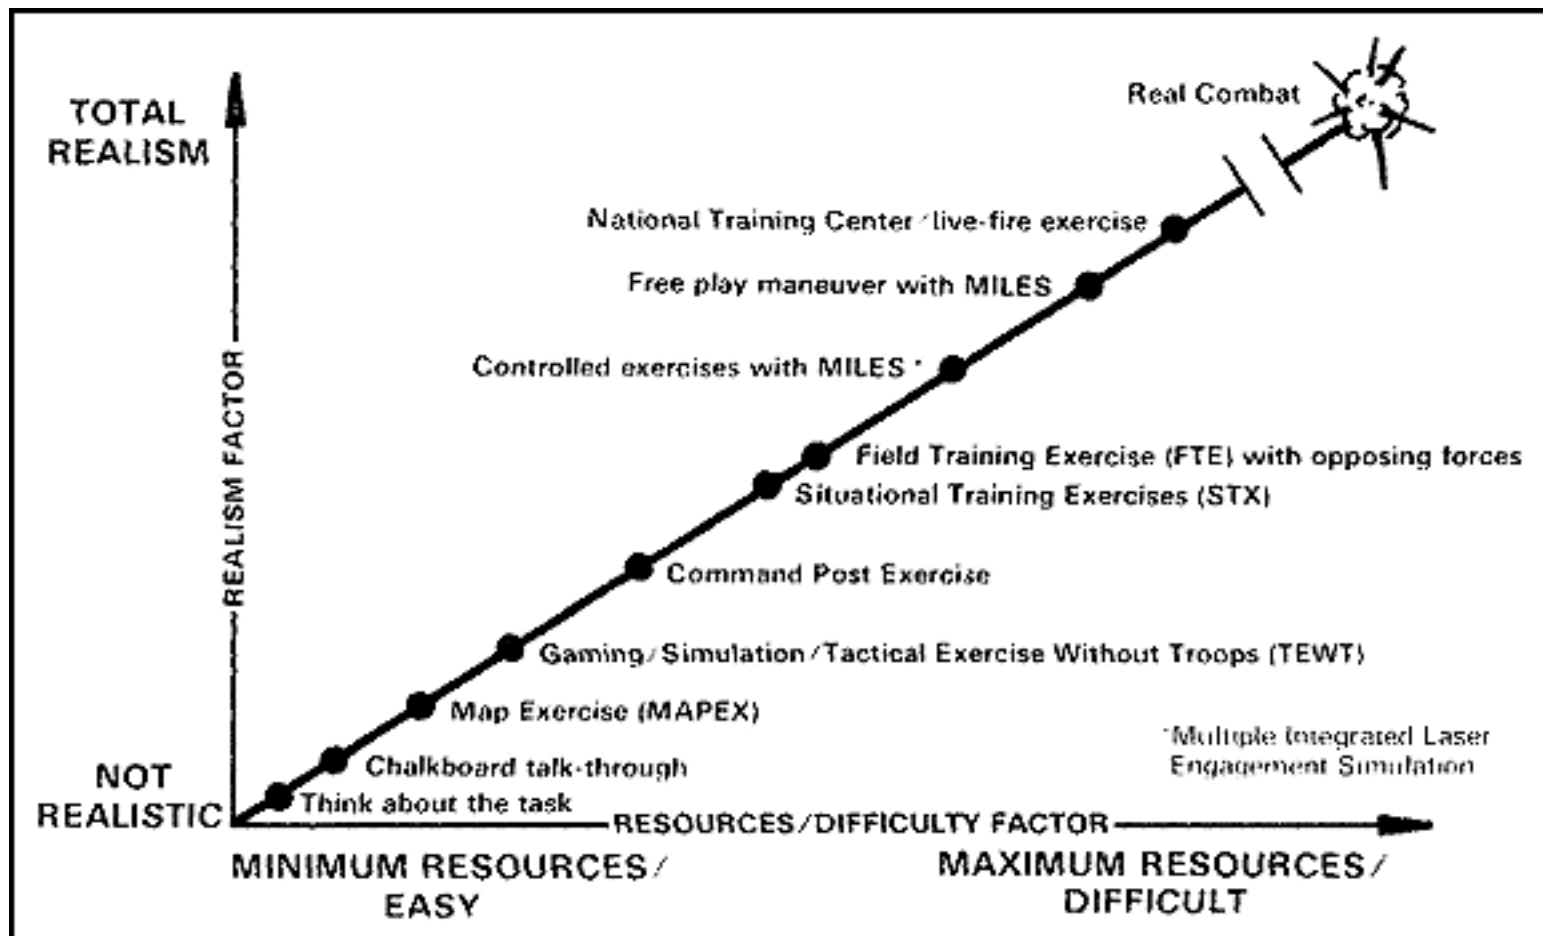 TOTAL
REALISM
Real Combat
National Training Center/live-fire exercise
Free play maneuver with MILES
Controlled exercises with MILES *
REALISM FACTOR
Field Training Exercise (FTE) with opposing forces
Situational Training Exercises (STX)
Command Post Exercise
Gaming/Simulation/Tactical Exercise Without Troops (TEWT)
Map Exercise (MAPEX)
Chalkboard talk-through
Think about the task
*Multiple Integrated Laser
Engagement Simulation
NOT
REALISTIC
RESOURCES/DIFFICULTY FACTOR
MINIMUM RESOURCES/
EASY
MAXIMUM RESOURCES/
DIFFICULT